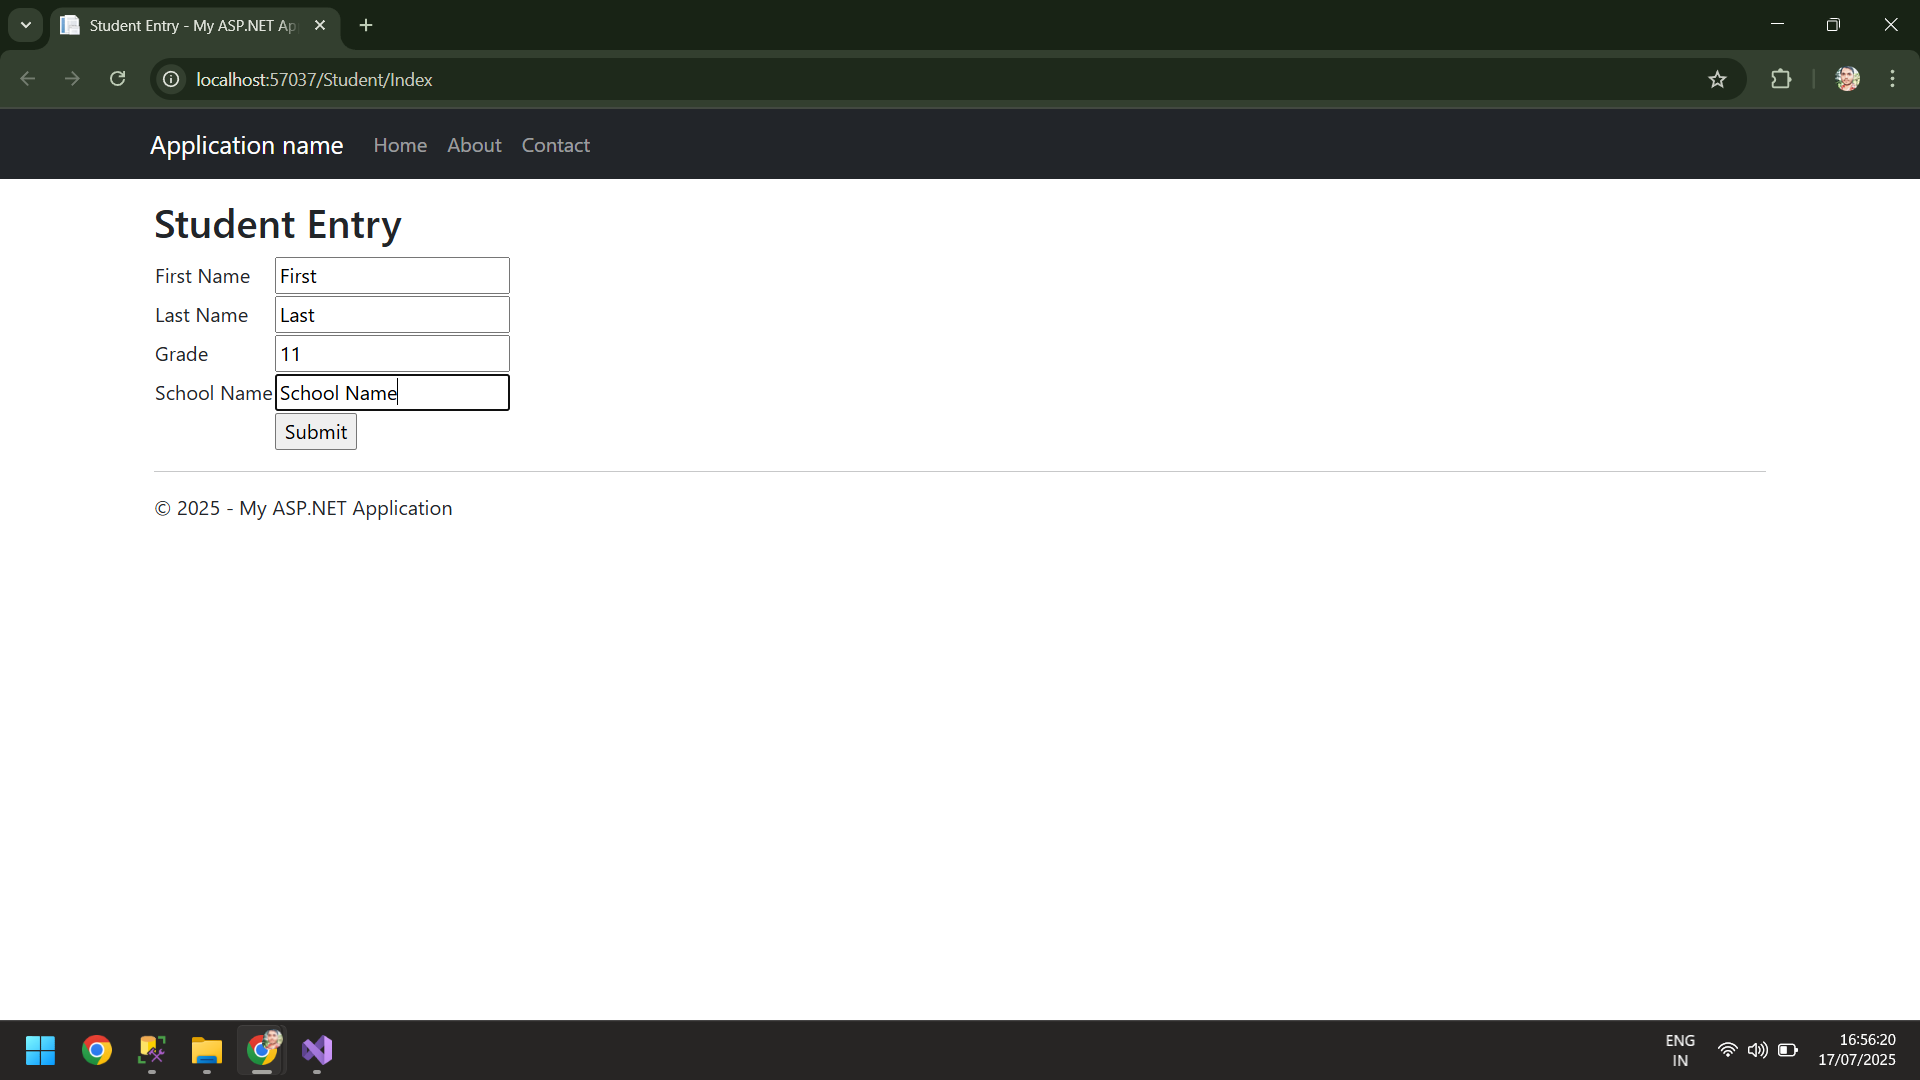 Student Entry - My ASP.NET Ap
localhost:57037/Student/Index
Application name Home About Contact
Student Entry
First Name First
Last Name Last
Grade 11
School Name School Name
Submit
© 2025 - My ASP.NET Application
ENG 16:56:20
IN 17/07/2025